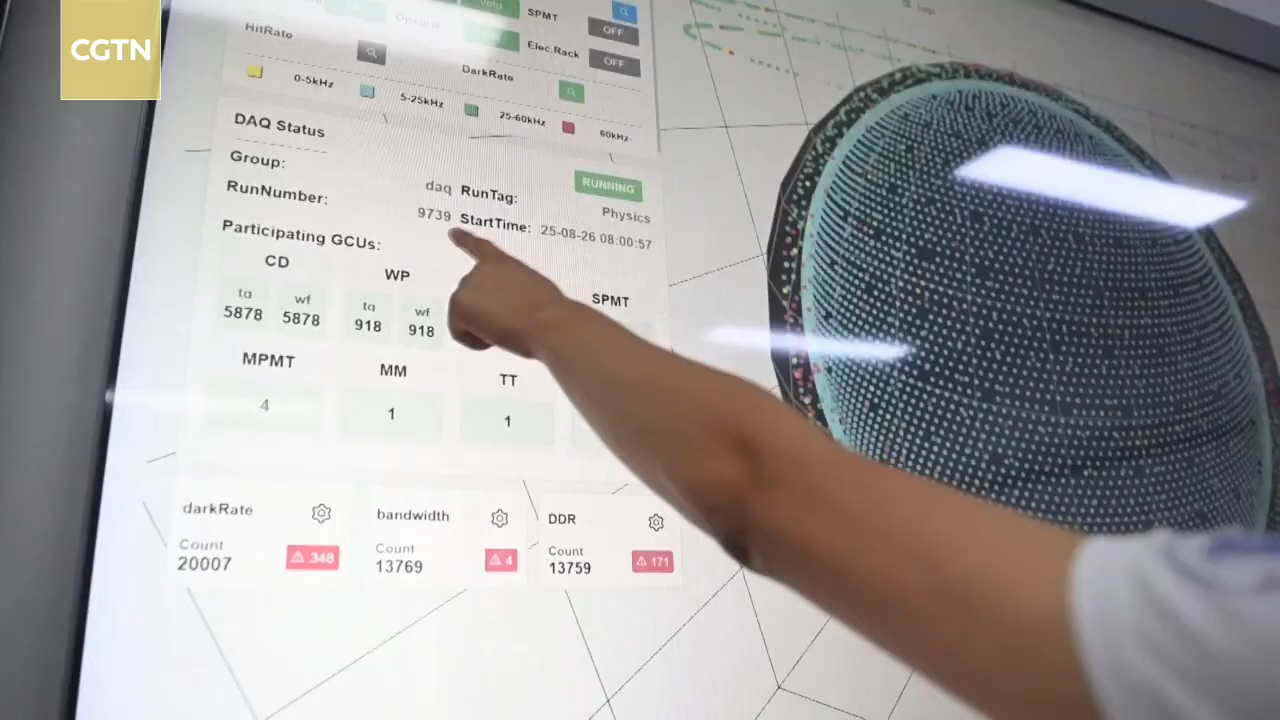 CGTN
SPMT
OFF
HitRate
Elec.Rack
OFF
DarkRate
0-5kHz
5-25kHz
25-60kHz
60kHz-
DAQ Status
Group:
daq
RunTag:
RUNNING
RunNumber:
9739
StartTime:
Physics
25-08-26 08:00:57
Participating GCUs:
CD
WP
SPMT
tq
wf
tq
wf
5878
5878
918
918
MPMT
MM
TT
4
1
1
darkRate
bandwidth
DDR
Count
Count
Count
20007
348
13769
4
13759
171